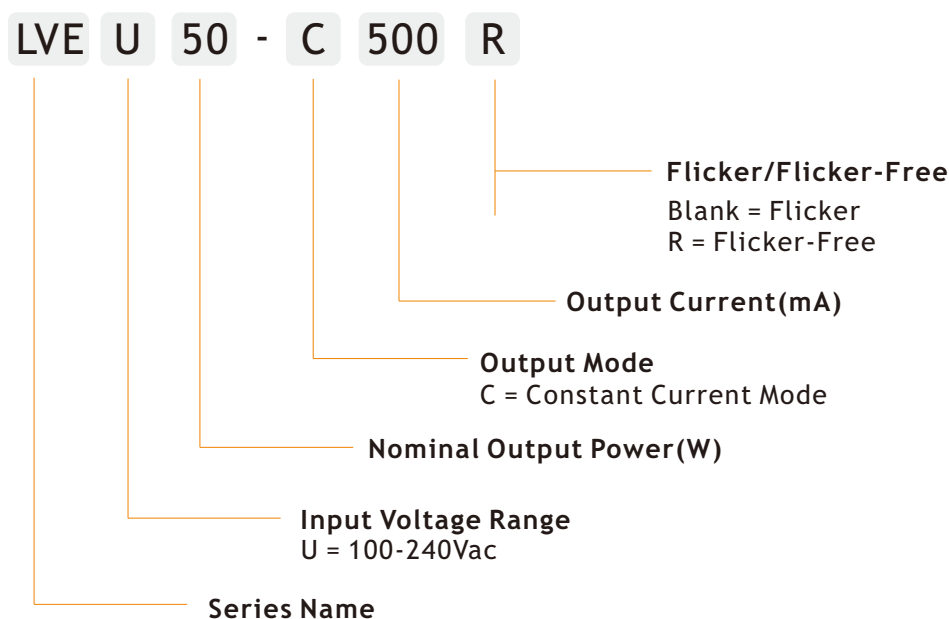 LVE U 50 - C 500 R
Flicker/Flicker-Free
Blank = Flicker
R = Flicker-Free
Output Current(mA)
Output Mode
C = Constant Current Mode
Nominal Output Power(W)
Input Voltage Range
U = 100-240Vac
Series Name